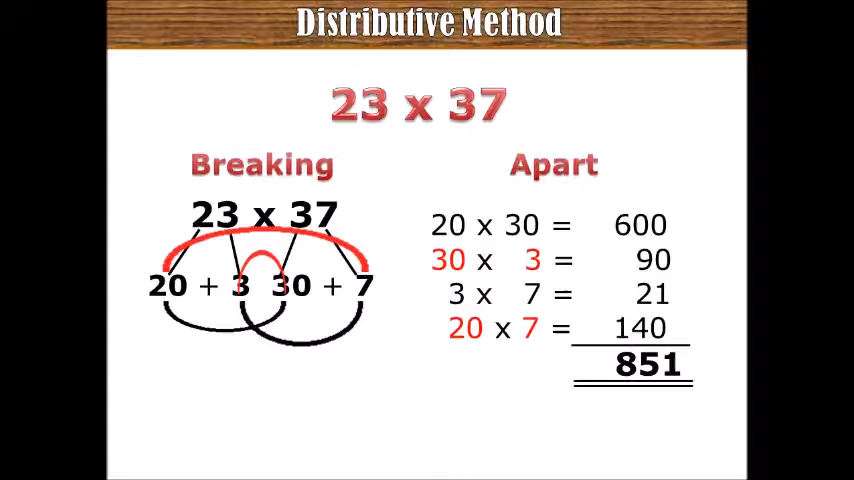 Distributive Method
23 x 37
Breaking
23 x 37
20 + 3 30 + 7
Apart
20 x 30 = 600
30 x 3 = 90
3 x 7 = 21
20 x 7 = 140
851